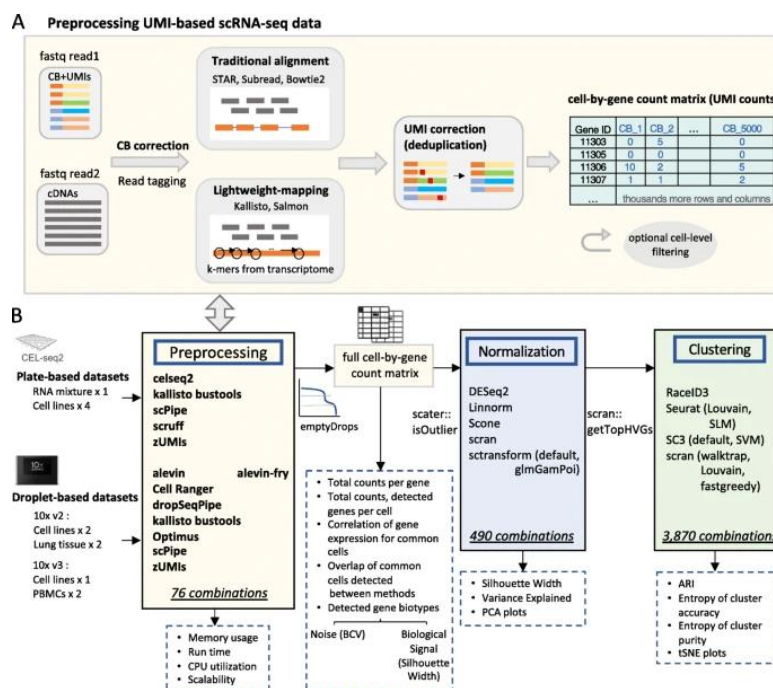 A
Preprocessing UMI-based scRNA-seq data
fastq read1
CB+UMIs
fastq read2
cDNAs
CB correction
Read tagging
Traditional alignment
STAR, Subread, Bowtie2
Lightweight-mapping
Kallisto, Salmon
k-mers from transcriptome
UMI correction
(deduplication)
cell-by-gene count matrix (UMI counts
Gene ID CB_1 CB_2 ... CB_5000
11303 0 5 0
11305 0 0 0
11306 10 2 5
11307 1 1 2
... thousands more rows and columns
optional cell-level
filtering
B
CEL-seq2
Plate-based datasets
RNA mixture x 1
Cell lines x 4
10x
Droplet-based datasets
10x v2 :
Cell lines x 2
Lung tissue x 2
10x v3 :
Cell lines x 1
PBMCs x 2
Preprocessing
celseq2
kallisto bustools
scPipe
scruff
zUMIs
alevin alevin-fry
Cell Ranger
dropSeqPipe
kallisto bustools
Optimus
scPipe
zUMIs
76 combinations
• Memory usage
• Run time
• CPU utilization
• Scalability
emptyDrops
full cell-by-gene
count matrix
• Total counts per gene
• Total counts, detected
genes per cell
• Correlation of gene
expression for common
cells
• Overlap of common
cells detected
between methods
• Detected gene biotypes
Noise (BCV)
Biological
Signal
(Silhouette
Width)
scater::
isOutlier
Normalization
DESeq2
Linnorm
Scone
scran
sctransform (default,
glmGamPoi)
490 combinations
• Silhouette Width
• Variance Explained
• PCA plots
scran::
getTopHVGs
Clustering
RaceID3
Seurat (Louvain,
SLM)
SC3 (default, SVM)
scran (walktrap,
Louvain,
fastgreedy)
3,870 combinations
• ARI
• Entropy of cluster
accuracy
• Entropy of cluster
purity
• tSNE plots